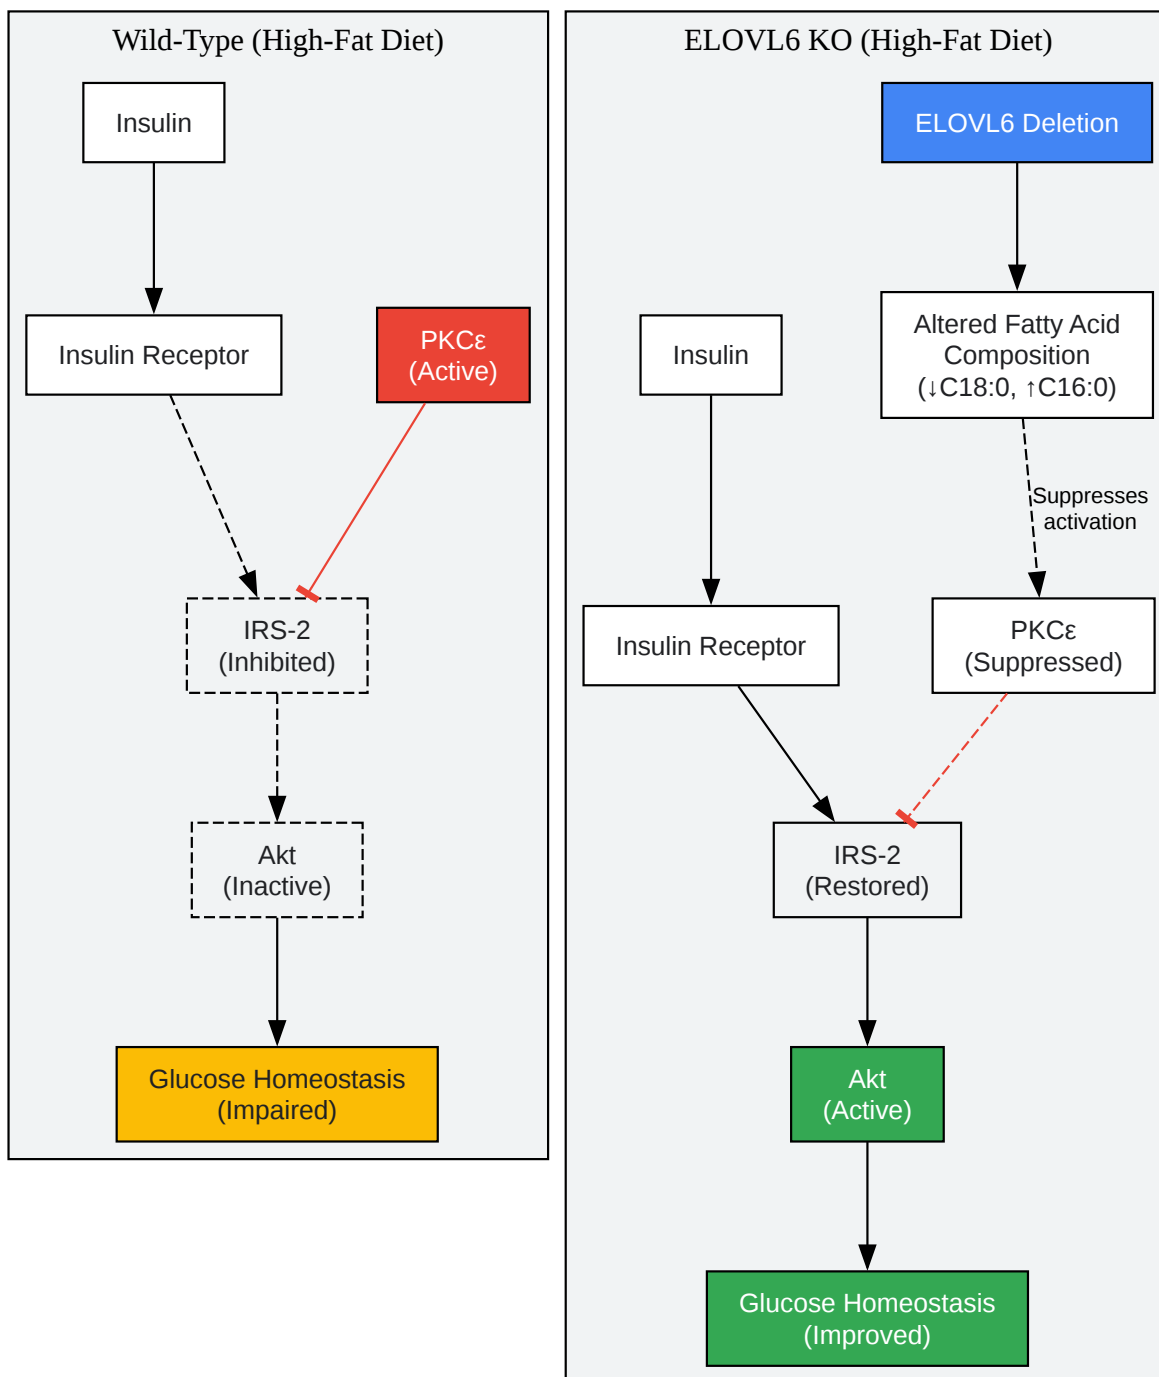 Wild-Type (High-Fat Diet)
Insulin
Insulin Receptor
PKCε
(Active)
IRS-2
(Inhibited)
Akt
(Inactive)
Glucose Homeostasis
(Impaired)
ELOVL6 KO (High-Fat Diet)
ELOVL6 Deletion
Altered Fatty Acid
Composition
(↓C18:0, ↑C16:0)
Insulin
Suppresses
activation
Insulin Receptor
PKCε
(Suppressed)
IRS-2
(Restored)
Akt
(Active)
Glucose Homeostasis
(Improved)